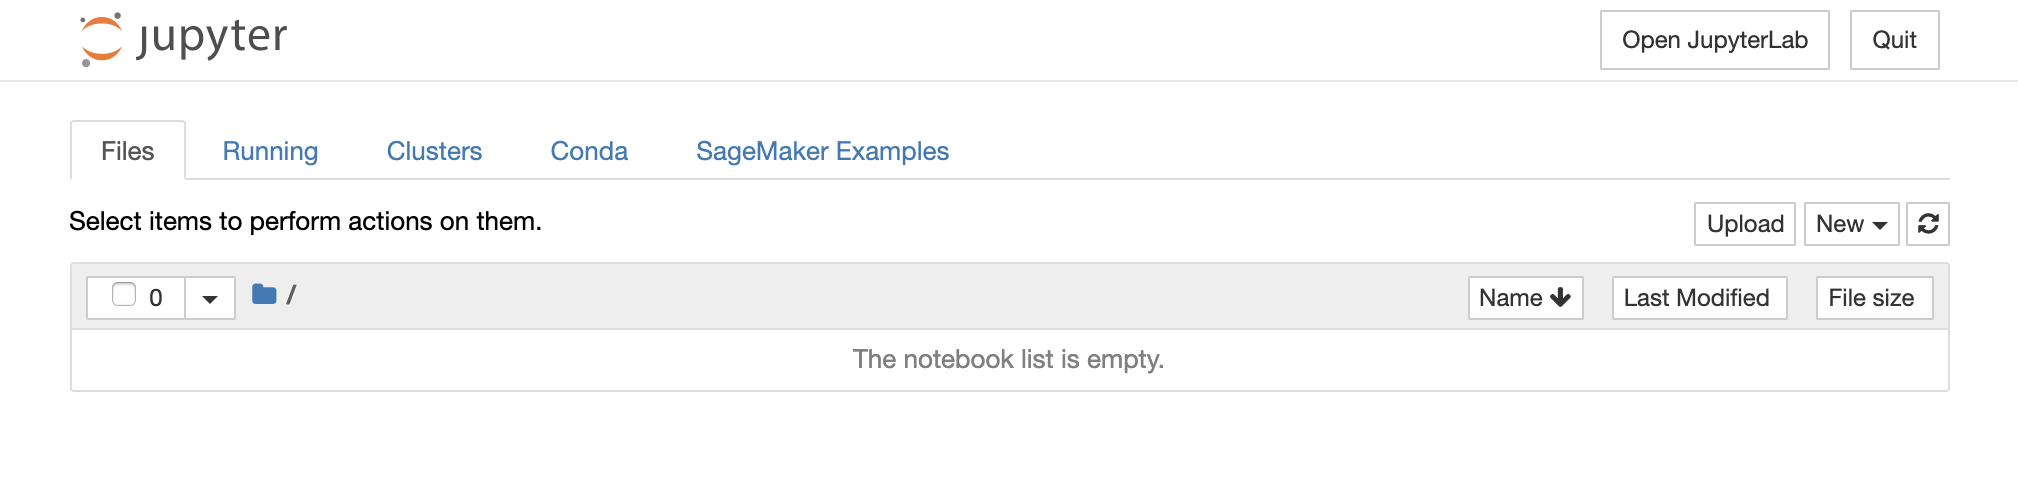 jupyter
Open JupyterLab Quit
Files Running Clusters Conda SageMaker Examples
Select items to perform actions on them.
Upload New
0 / Name Last Modified File size
The notebook list is empty.